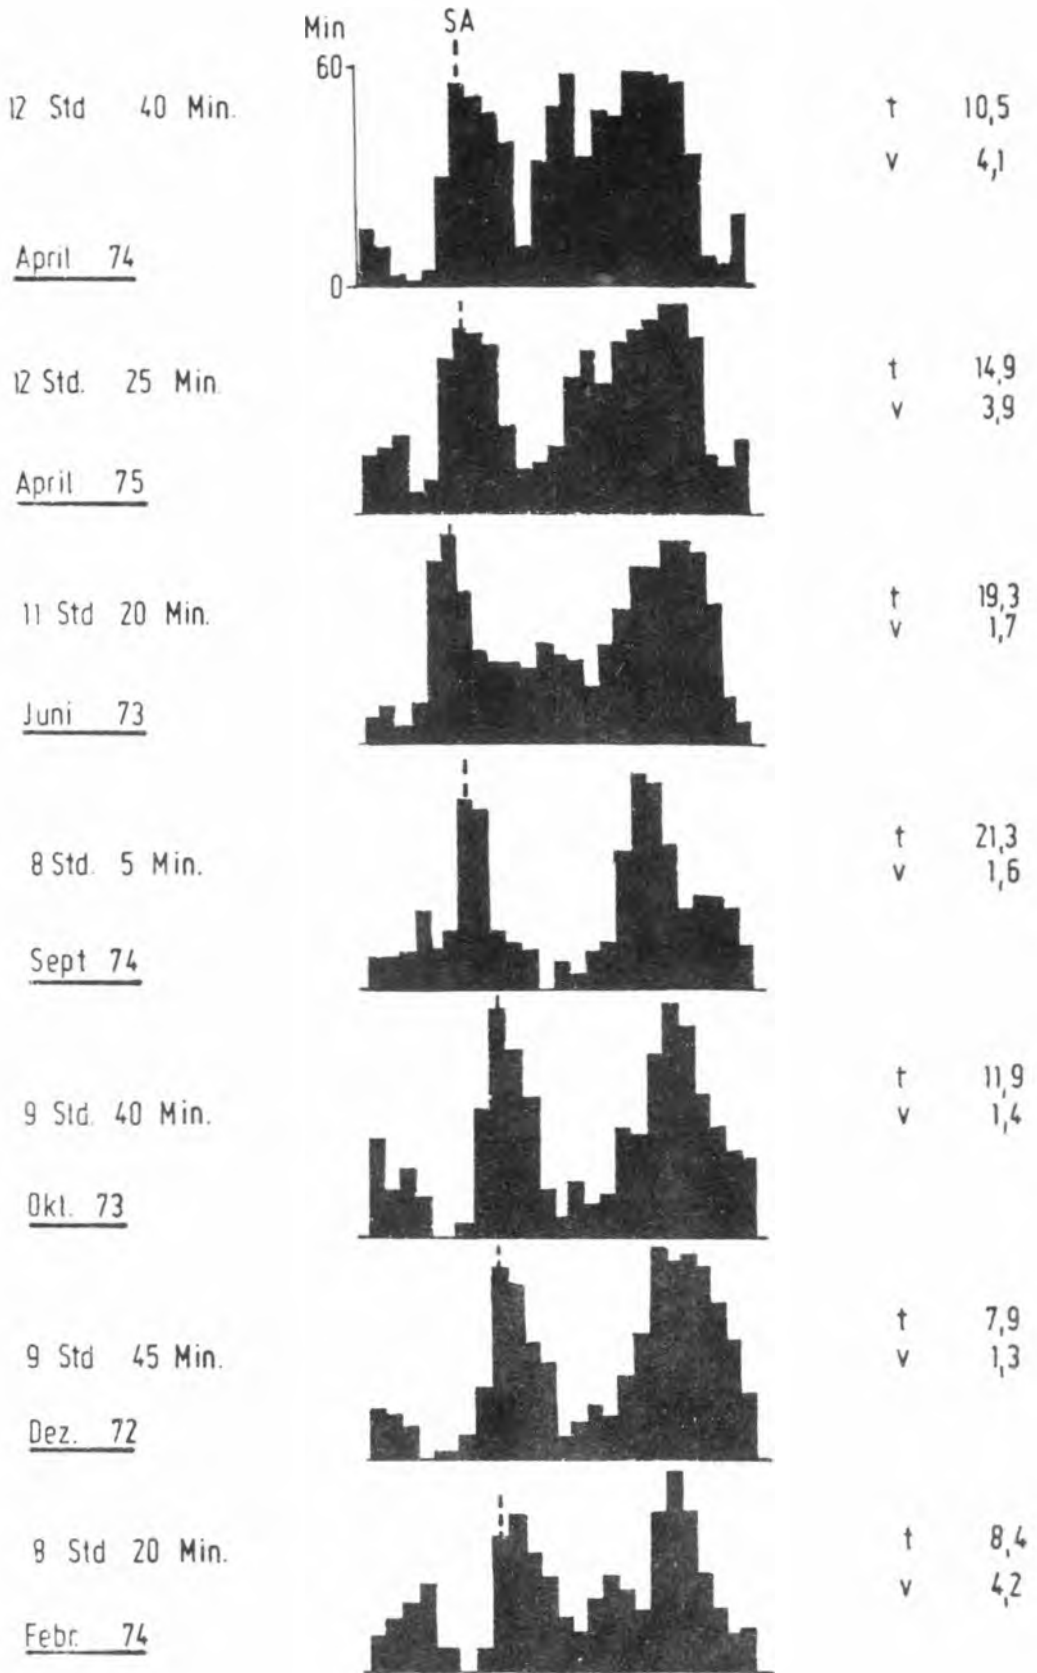 Min SA
60
12 Std 40 Min. t 10,5
v 4,1
April 74
0
12 Std. 25 Min. t 14,9
v 3,9
April 75
11 Std 20 Min. t 19,3
v 1,7
Juni 73
8 Std. 5 Min. t 21,3
v 1,6
Sept 74
9 Std. 40 Min. t 11,9
v 1,4
Okt. 73
9 Std 45 Min. t 7,9
v 1,3
Dez. 72
8 Std 20 Min. t 8,4
v 4,2
Febr. 74